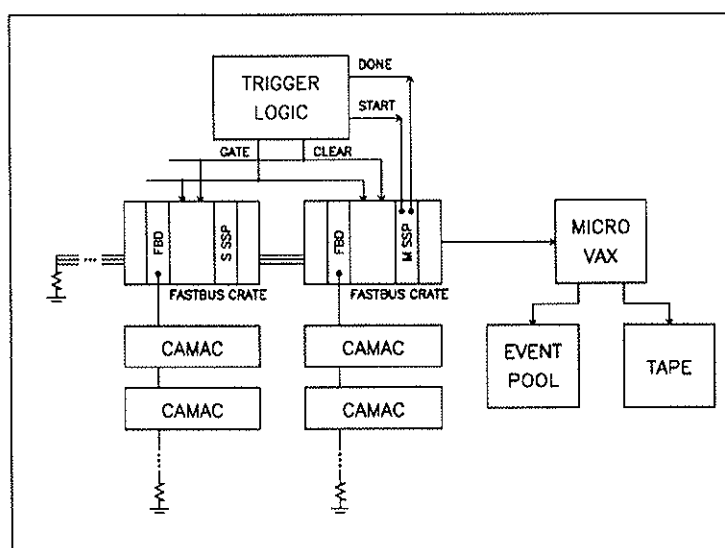 DONE
TRIGGER
LOGIC
START
GATE
CLEAR
FBD
S SSP
FBD
M SSP
MICRO
VAX
...
FASTBUS CRATE
FASTBUS CRATE
CAMAC
CAMAC
EVENT
POOL
TAPE
CAMAC
CAMAC